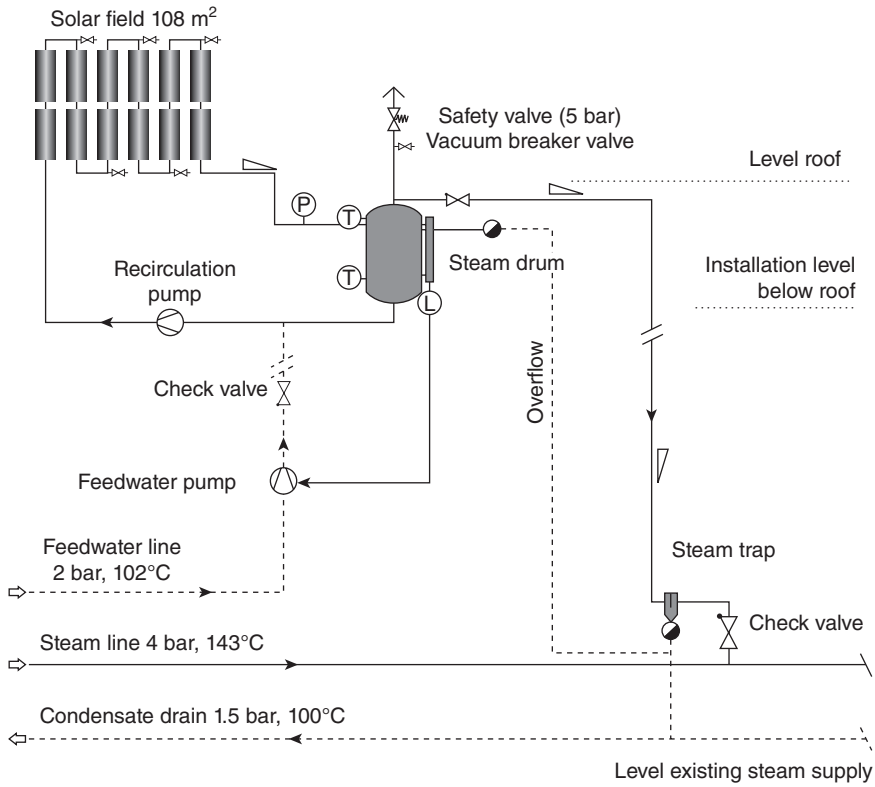 Solar field 108 m²
Safety valve (5 bar)
Vacuum breaker valve
Level roof
P
T
Steam drum
Installation level
below roof
T
Recirculation
pump
L
Check valve
Overflow
Feedwater pump
Feedwater line
2 bar, 102°C
Steam trap
Check valve
Steam line 4 bar, 143°C
Condensate drain 1.5 bar, 100°C
Level existing steam supply